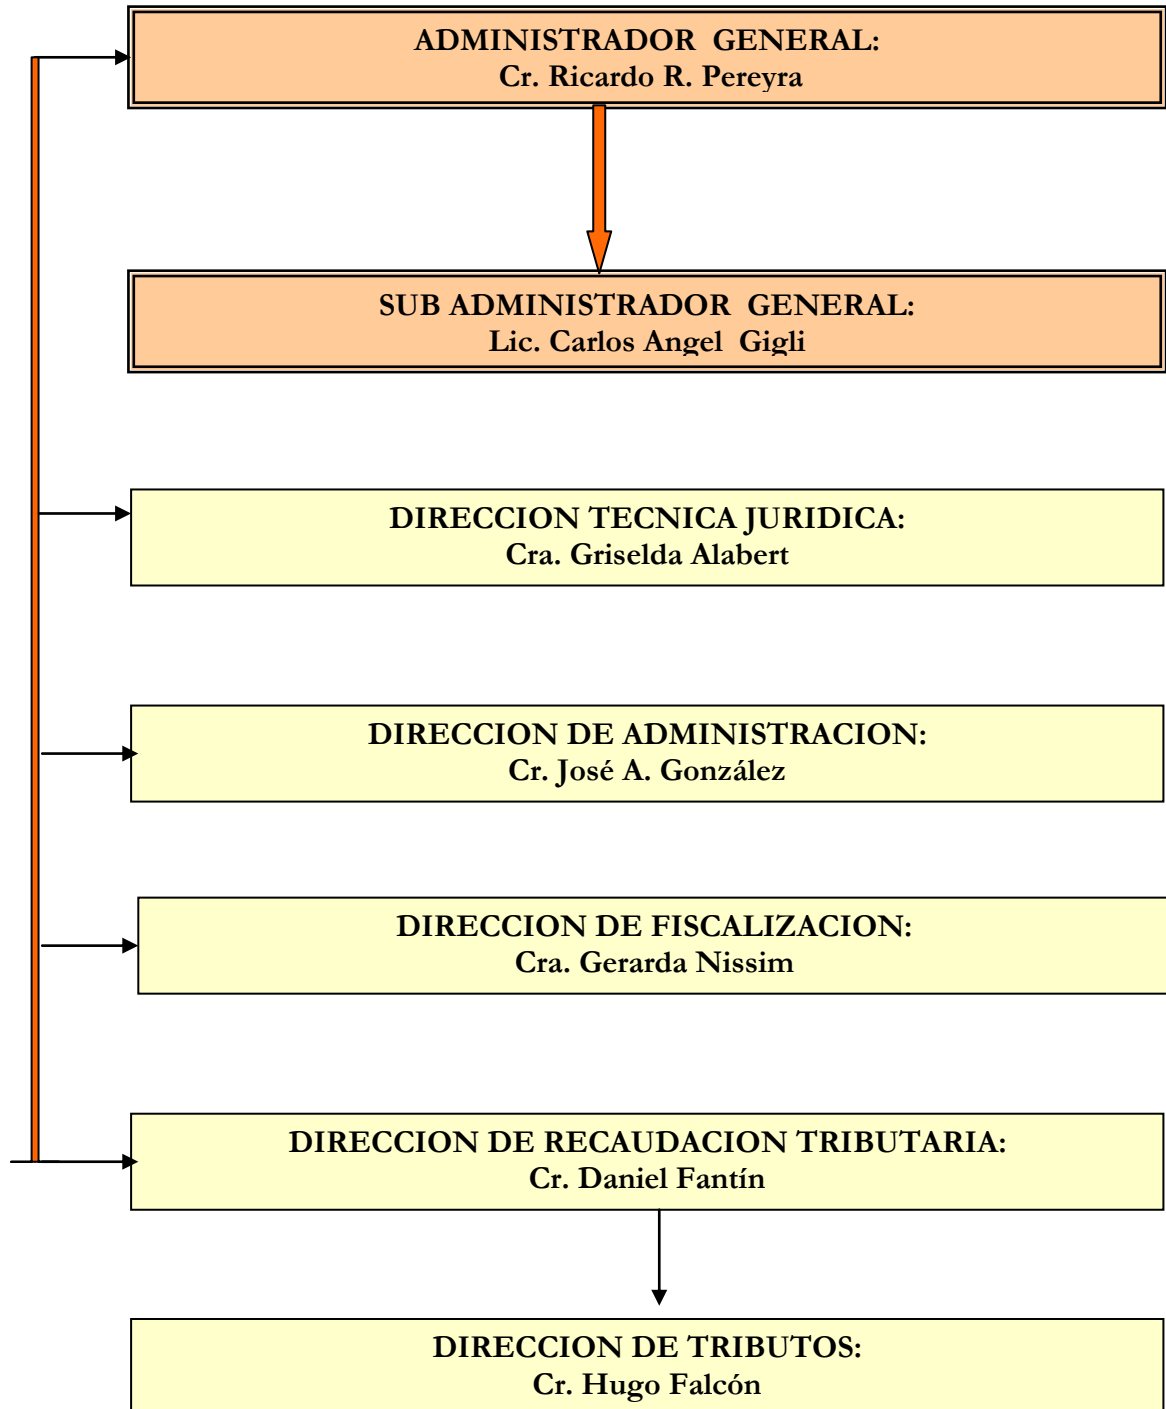 ADMINISTRADOR GENERAL:
Cr. Ricardo R. Pereyra
SUB ADMINISTRADOR GENERAL:
Lic. Carlos Angel Gigli
DIRECCION TECNICA JURIDICA:
Cra. Griselda Alabert
DIRECCION DE ADMINISTRACION:
Cr. José A. González
DIRECCION DE FISCALIZACION:
Cra. Gerarda Nissim
DIRECCION DE RECAUDACION TRIBUTARIA:
Cr. Daniel Fantín
DIRECCION DE TRIBUTOS:
Cr. Hugo Falcón